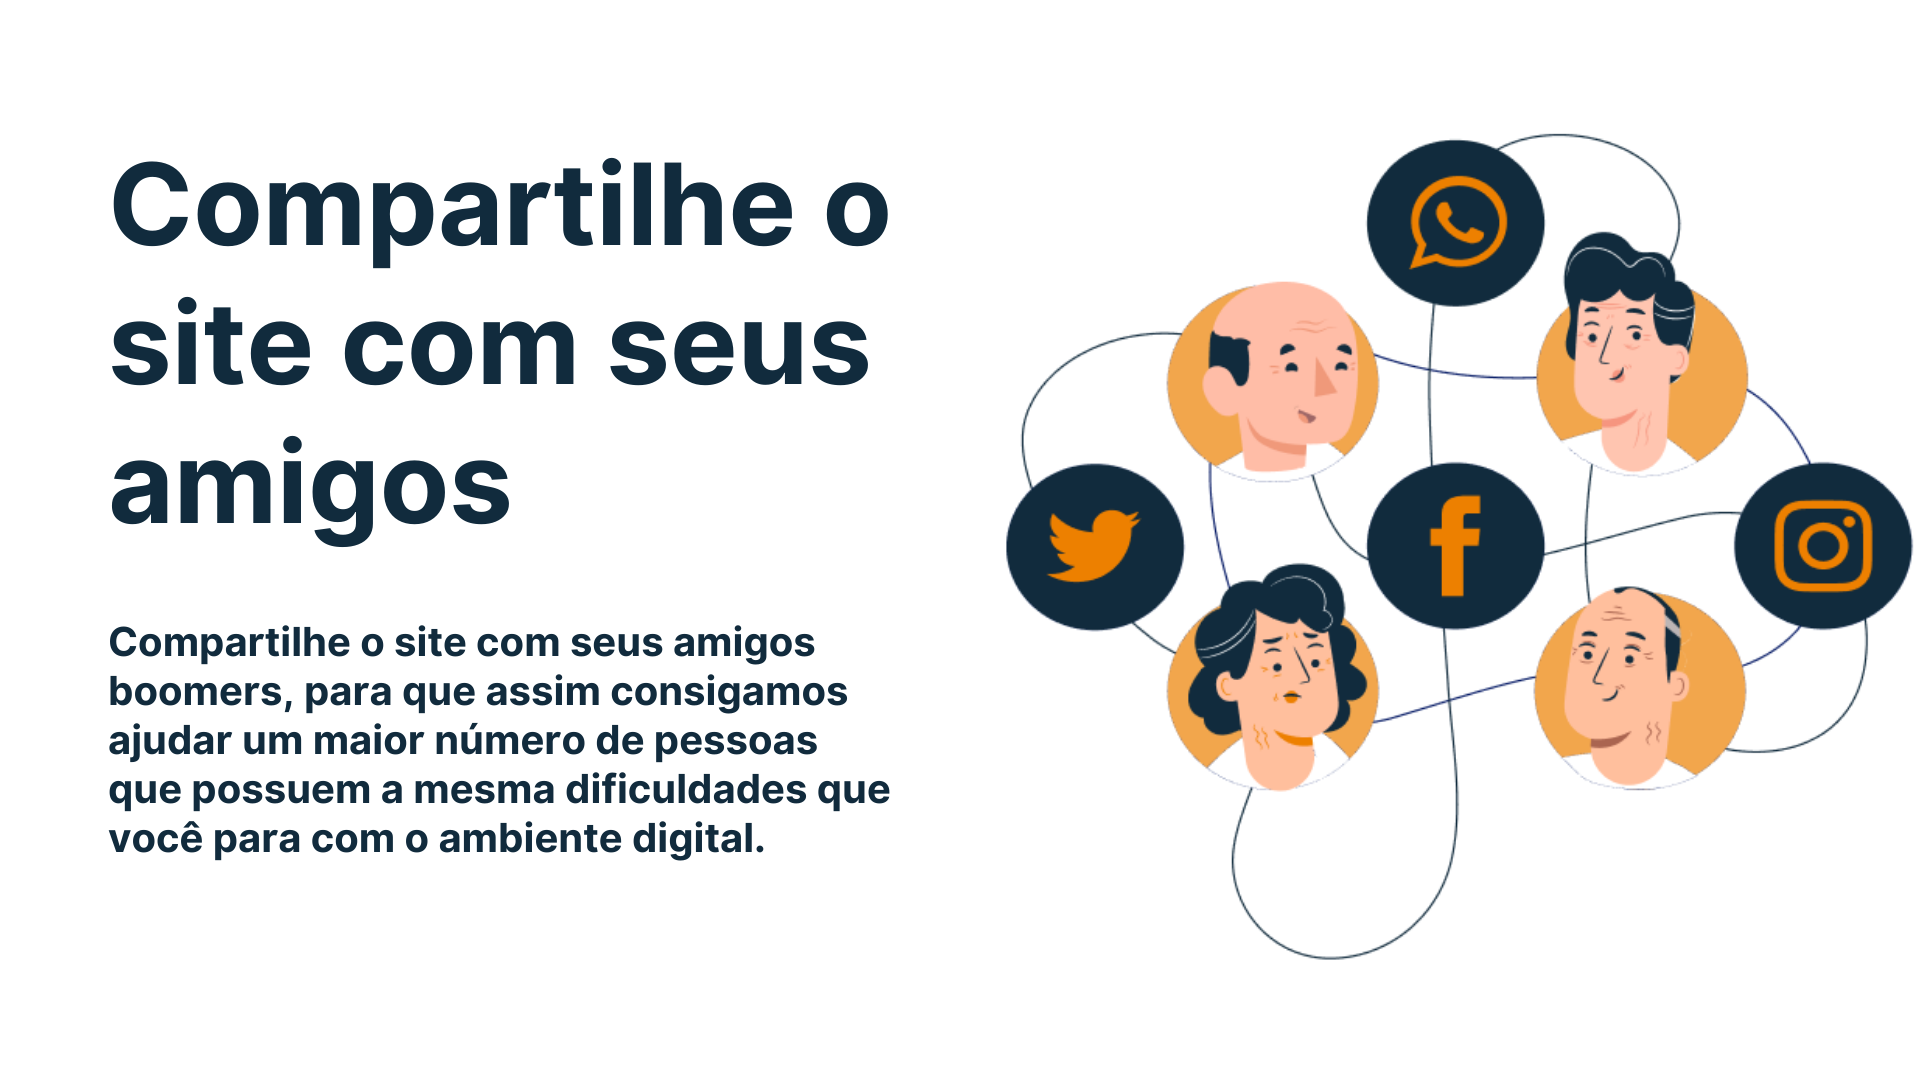 Compartilhe o
site com seus
amigos
Compartilhe o site com seus amigos
boomers, para que assim consigamos
ajudar um maior número de pessoas
que possuem a mesma dificuldades que
você para com o ambiente digital.